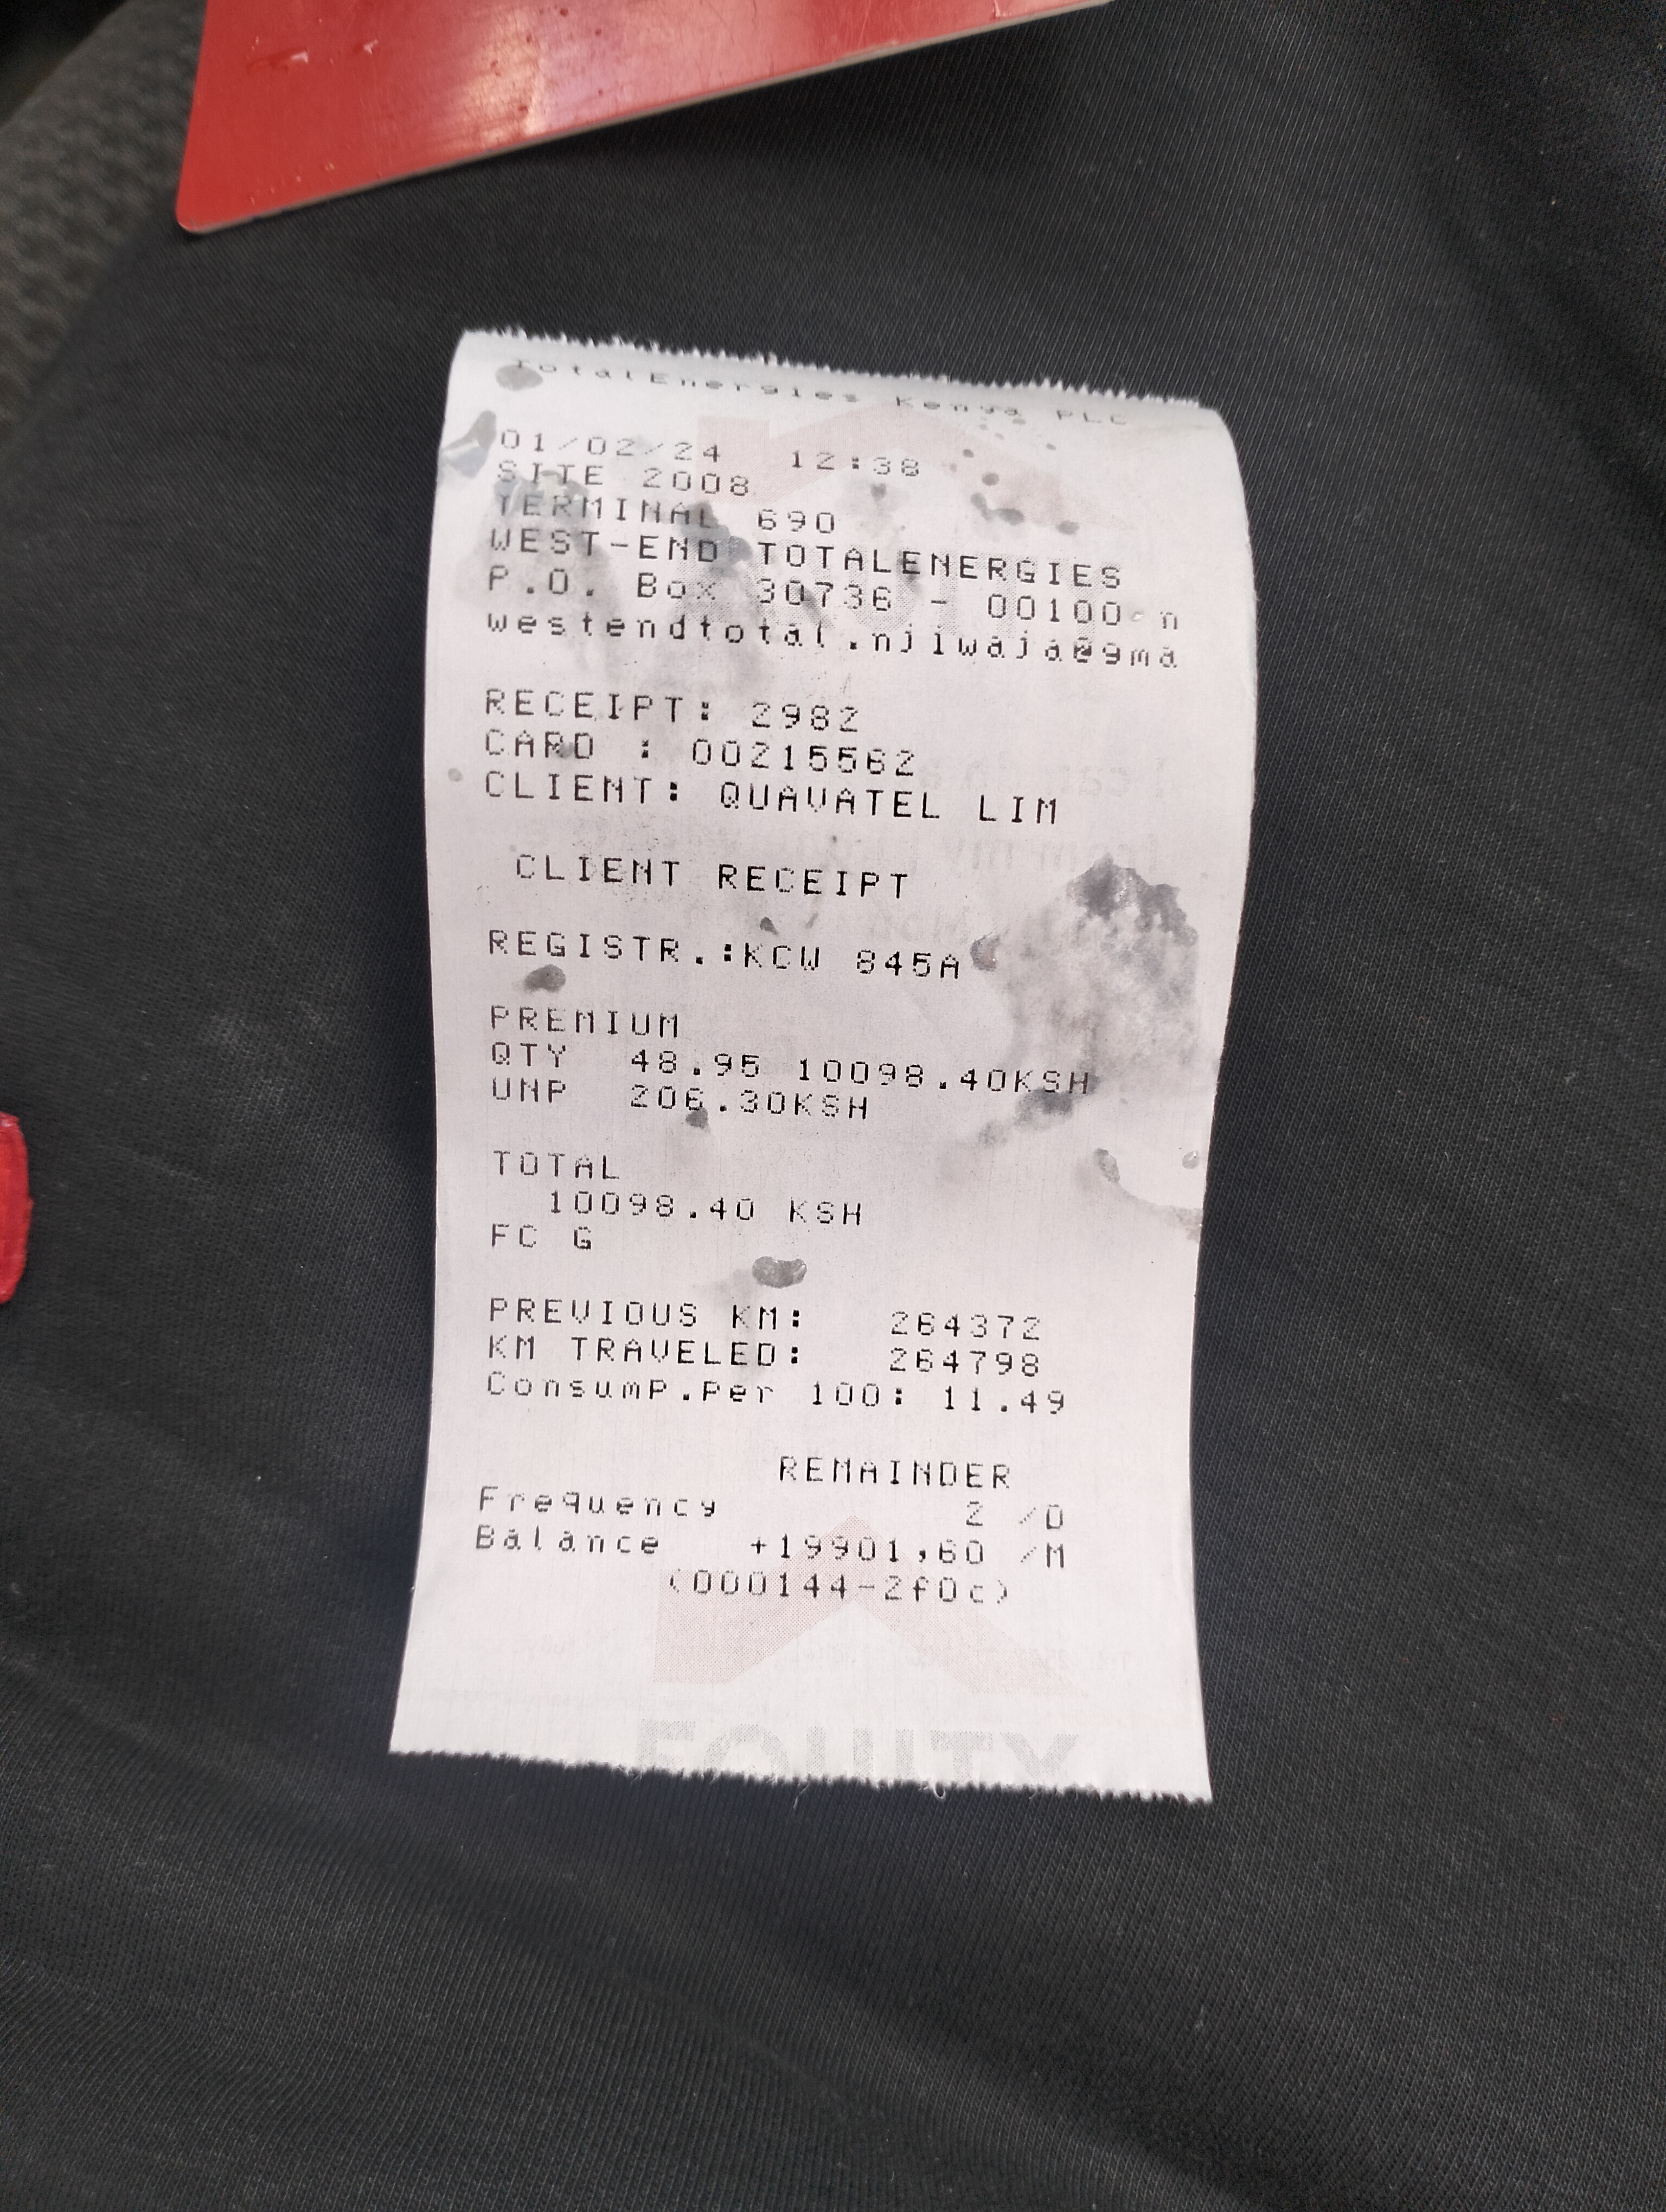 TotalEnergies Kenya PLC
01/02/24 12:38
SITE 2008
TERMINAL 690
WEST-END TOTALENERGIES
P.O. Box 30736 - 00100 n
westendtotal.njiwaja@gma
RECEIPT: 2982
CARD : 00215562
CLIENT: QUAVATEL LIM
CLIENT RECEIPT
REGISTR.:KCW 845A
PREMIUM
QTY 48.95 10098.40KSH
UNP 206.30KSH
TOTAL
10098.40 KSH
FC G
PREVIOUS KM: 264372
KM TRAVELED: 264798
Consump.Per 100: 11.49
REMAINDER
Frequency 2 /D
Balance +19901,60 /M
(000144-2f0c)
EQUITY